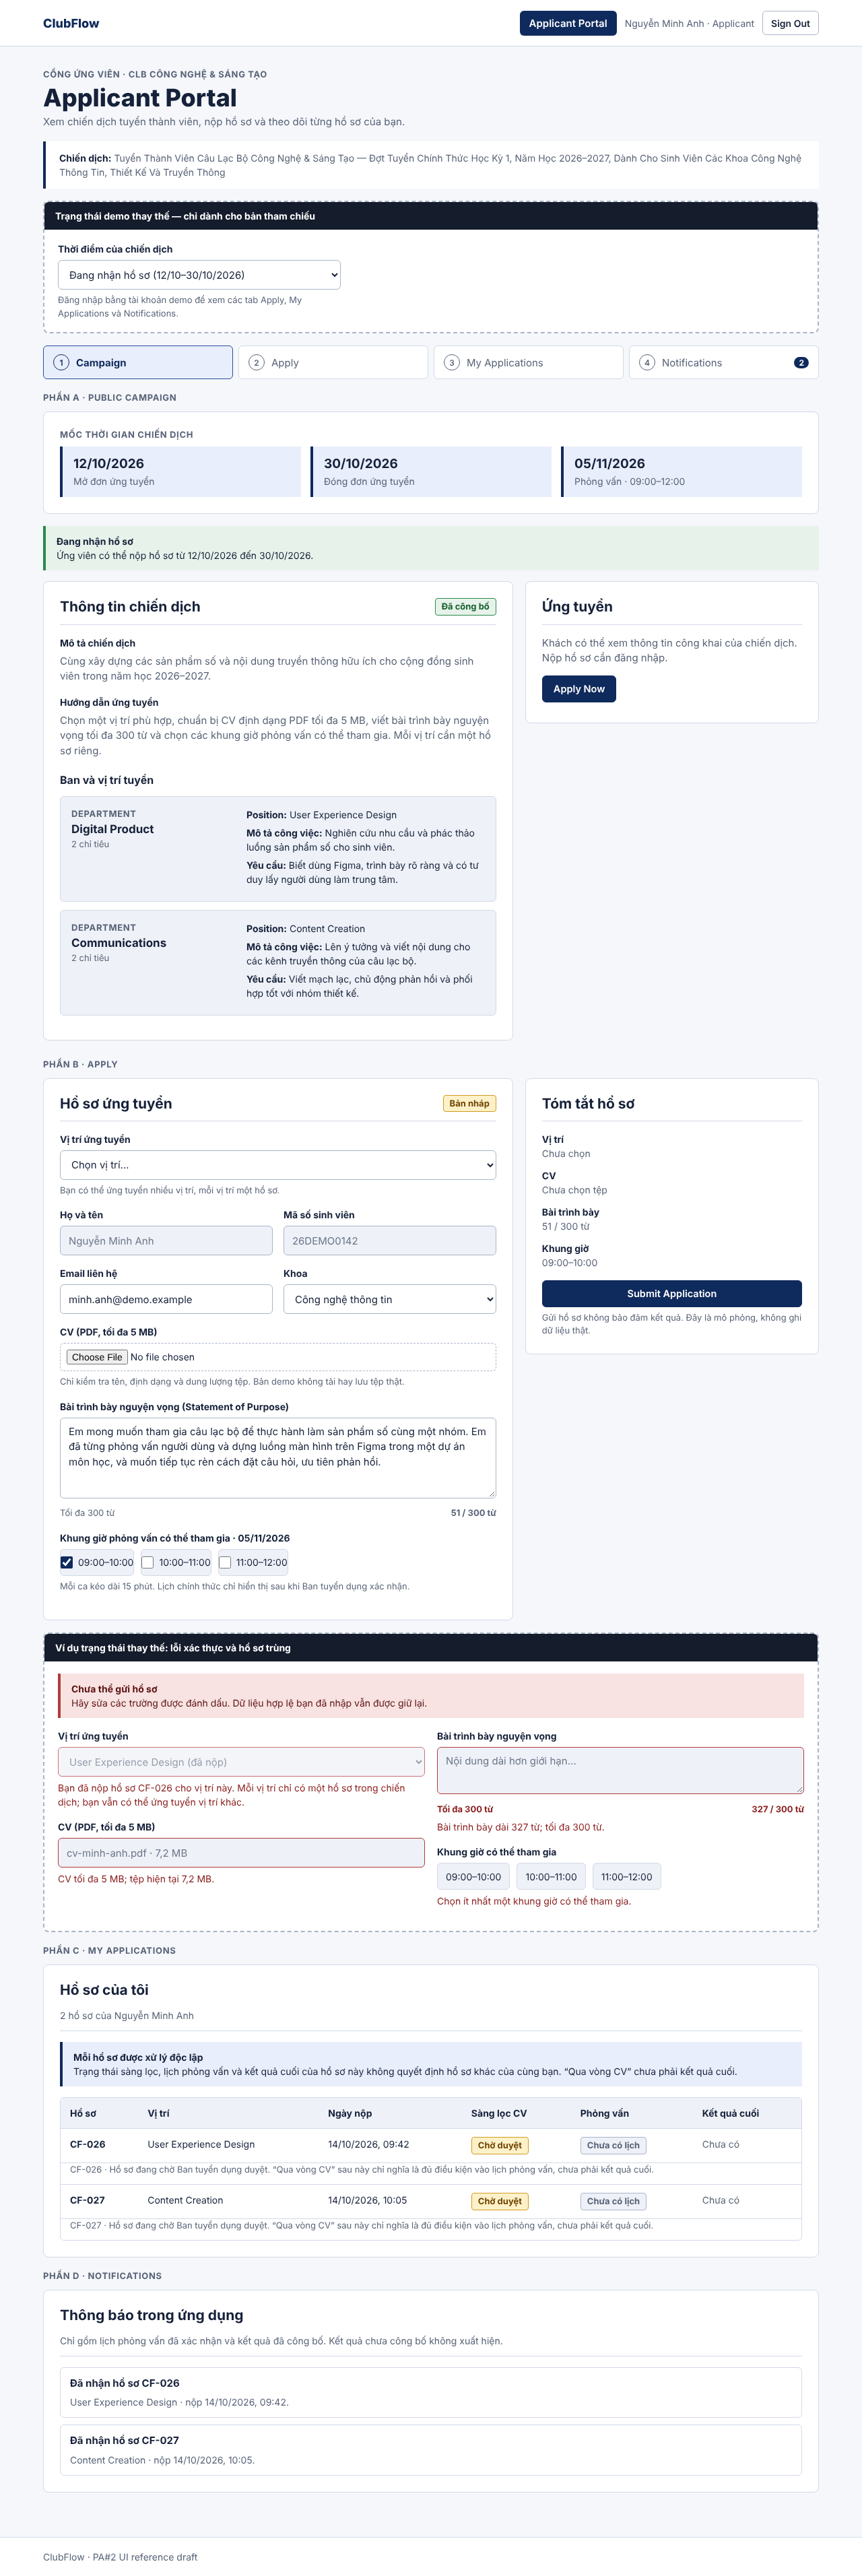 ClubFlow
Applicant Portal
Nguyễn Minh Anh · Applicant
Sign Out
CỔNG ỨNG VIÊN · CLB CÔNG NGHỆ & SÁNG TẠO
Applicant Portal
Xem chiến dịch tuyển thành viên, nộp hồ sơ và theo dõi từng hồ sơ của bạn.
Chiến dịch: Tuyển Thành Viên Câu Lạc Bộ Công Nghệ & Sáng Tạo — Đợt Tuyển Chính Thức Học Kỳ 1, Năm Học 2026–2027, Dành Cho Sinh Viên Các Khoa Công Nghệ
Thông Tin, Thiết Kế Và Truyền Thông
Trạng thái demo thay thế — chỉ dành cho bản tham chiếu
Thời điểm của chiến dịch
Đang nhận hồ sơ (12/10–30/10/2026)
Đăng nhập bằng tài khoản demo để xem các tab Apply, My
Applications và Notifications.
1 Campaign
2 Apply
3 My Applications
4 Notifications 2
PHẦN A · PUBLIC CAMPAIGN
MỐC THỜI GIAN CHIẾN DỊCH
12/10/2026
Mở đơn ứng tuyển
30/10/2026
Đóng đơn ứng tuyển
05/11/2026
Phỏng vấn · 09:00–12:00
Đang nhận hồ sơ
Ứng viên có thể nộp hồ sơ từ 12/10/2026 đến 30/10/2026.
Thông tin chiến dịch
Đã công bố
Mô tả chiến dịch
Cùng xây dựng các sản phẩm số và nội dung truyền thông hữu ích cho cộng đồng sinh
viên trong năm học 2026–2027.
Hướng dẫn ứng tuyển
Chọn một vị trí phù hợp, chuẩn bị CV định dạng PDF tối đa 5 MB, viết bài trình bày nguyện
vọng tối đa 300 từ và chọn các khung giờ phỏng vấn có thể tham gia. Mỗi vị trí cần một hồ
sơ riêng.
Ban và vị trí tuyển
DEPARTMENT
Digital Product
2 chỉ tiêu
Position: User Experience Design
Mô tả công việc: Nghiên cứu nhu cầu và phác thảo
luồng sản phẩm số cho sinh viên.
Yêu cầu: Biết dùng Figma, trình bày rõ ràng và có tư
duy lấy người dùng làm trung tâm.
DEPARTMENT
Communications
2 chỉ tiêu
Position: Content Creation
Mô tả công việc: Lên ý tưởng và viết nội dung cho
các kênh truyền thông của câu lạc bộ.
Yêu cầu: Viết mạch lạc, chủ động phản hồi và phối
hợp tốt với nhóm thiết kế.
Ứng tuyển
Khách có thể xem thông tin công khai của chiến dịch.
Nộp hồ sơ cần đăng nhập.
Apply Now
PHẦN B · APPLY
Hồ sơ ứng tuyển
Bản nháp
Vị trí ứng tuyển
Chọn vị trí...
Bạn có thể ứng tuyển nhiều vị trí, mỗi vị trí một hồ sơ.
Họ và tên
Mã số sinh viên
Nguyễn Minh Anh
26DEMO0142
Email liên hệ
Khoa
minh.anh@demo.example
Công nghệ thông tin
CV (PDF, tối đa 5 MB)
Choose File No file chosen
Chỉ kiểm tra tên, định dạng và dung lượng tệp. Bản demo không tải hay lưu tệp thật.
Bài trình bày nguyện vọng (Statement of Purpose)
Em mong muốn tham gia câu lạc bộ để thực hành làm sản phẩm số cùng một nhóm. Em
đã từng phỏng vấn người dùng và dựng luồng màn hình trên Figma trong một dự án
môn học, và muốn tiếp tục rèn cách đặt câu hỏi, ưu tiên phản hồi.
Tối đa 300 từ
51 / 300 từ
Khung giờ phỏng vấn có thể tham gia · 05/11/2026
09:00–10:00
10:00–11:00
11:00–12:00
Mỗi ca kéo dài 15 phút. Lịch chính thức chỉ hiển thị sau khi Ban tuyển dụng xác nhận.
Tóm tắt hồ sơ
Vị trí
Chưa chọn
CV
Chưa chọn tệp
Bài trình bày
51 / 300 từ
Khung giờ
09:00–10:00
Submit Application
Gửi hồ sơ không bảo đảm kết quả. Đây là mô phỏng, không ghi
dữ liệu thật.
Ví dụ trạng thái thay thế: lỗi xác thực và hồ sơ trùng
Chưa thể gửi hồ sơ
Hãy sửa các trường được đánh dấu. Dữ liệu hợp lệ bạn đã nhập vẫn được giữ lại.
Vị trí ứng tuyển
User Experience Design (đã nộp)
Bạn đã nộp hồ sơ CF-026 cho vị trí này. Mỗi vị trí chỉ có một hồ sơ trong chiến
dịch; bạn vẫn có thể ứng tuyển vị trí khác.
CV (PDF, tối đa 5 MB)
cv-minh-anh.pdf · 7,2 MB
CV tối đa 5 MB; tệp hiện tại 7,2 MB.
Bài trình bày nguyện vọng
Nội dung dài hơn giới hạn...
Tối đa 300 từ
327 / 300 từ
Bài trình bày dài 327 từ; tối đa 300 từ.
Khung giờ có thể tham gia
09:00–10:00
10:00–11:00
11:00–12:00
Chọn ít nhất một khung giờ có thể tham gia.
PHẦN C · MY APPLICATIONS
Hồ sơ của tôi
2 hồ sơ của Nguyễn Minh Anh
Mỗi hồ sơ được xử lý độc lập
Trạng thái sàng lọc, lịch phỏng vấn và kết quả cuối của hồ sơ này không quyết định hồ sơ khác của cùng bạn. “Qua vòng CV” chưa phải kết quả cuối.
Hồ sơ Vị trí Ngày nộp Sàng lọc CV Phỏng vấn Kết quả cuối
CF-026 User Experience Design 14/10/2026, 09:42 Chờ duyệt Chưa có lịch Chưa có
CF-026 · Hồ sơ đang chờ Ban tuyển dụng duyệt. “Qua vòng CV” sau này chỉ nghĩa là đủ điều kiện vào lịch phỏng vấn, chưa phải kết quả cuối.
CF-027 Content Creation 14/10/2026, 10:05 Chờ duyệt Chưa có lịch Chưa có
CF-027 · Hồ sơ đang chờ Ban tuyển dụng duyệt. “Qua vòng CV” sau này chỉ nghĩa là đủ điều kiện vào lịch phỏng vấn, chưa phải kết quả cuối.
PHẦN D · NOTIFICATIONS
Thông báo trong ứng dụng
Chỉ gồm lịch phỏng vấn đã xác nhận và kết quả đã công bố. Kết quả chưa công bố không xuất hiện.
Đã nhận hồ sơ CF-026
User Experience Design · nộp 14/10/2026, 09:42.
Đã nhận hồ sơ CF-027
Content Creation · nộp 14/10/2026, 10:05.
ClubFlow · PA#2 UI reference draft